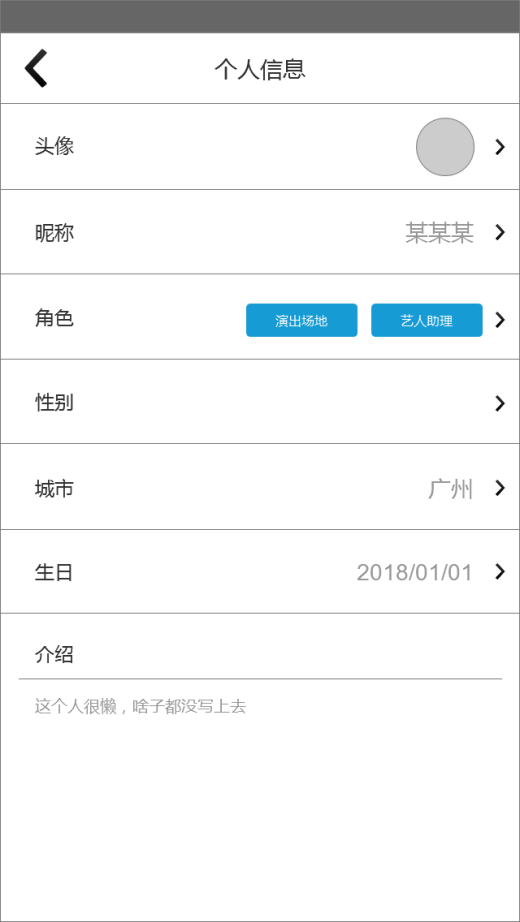 个人信息
头像
昵称 某某某
角色 演出场地 艺人助理
性别
城市 广州
生日 2018/01/01
介绍
这个人很懒，啥子都没写上去